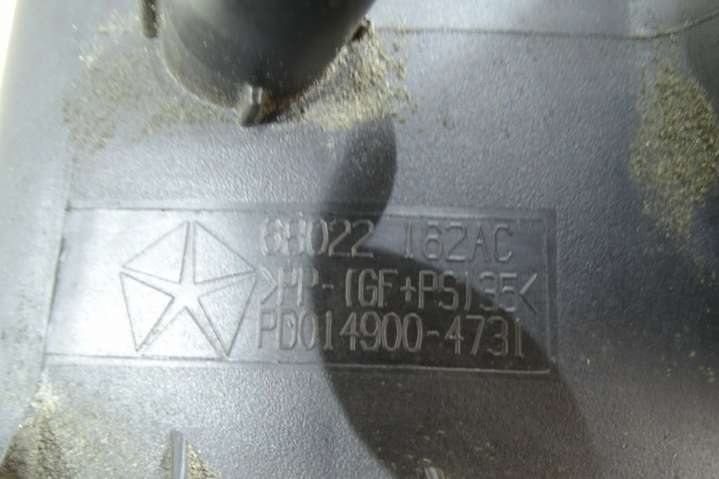 68022 162AC
>PP-(GF+PS)35<
PD014900-4731